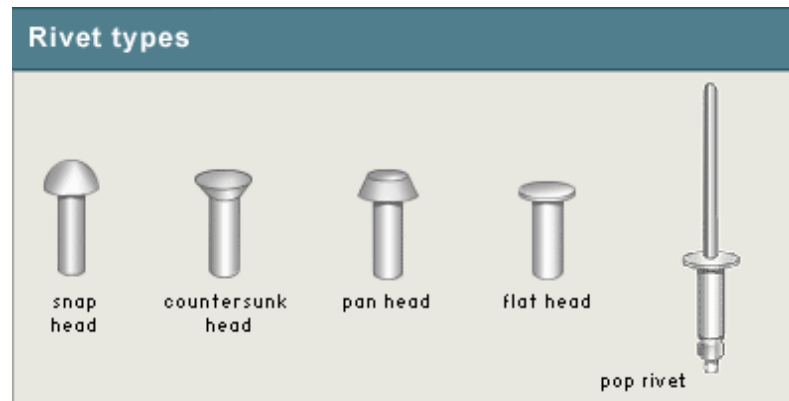 Rivet types
snap
head
countersunk
head
pan head
flat head
pop rivet